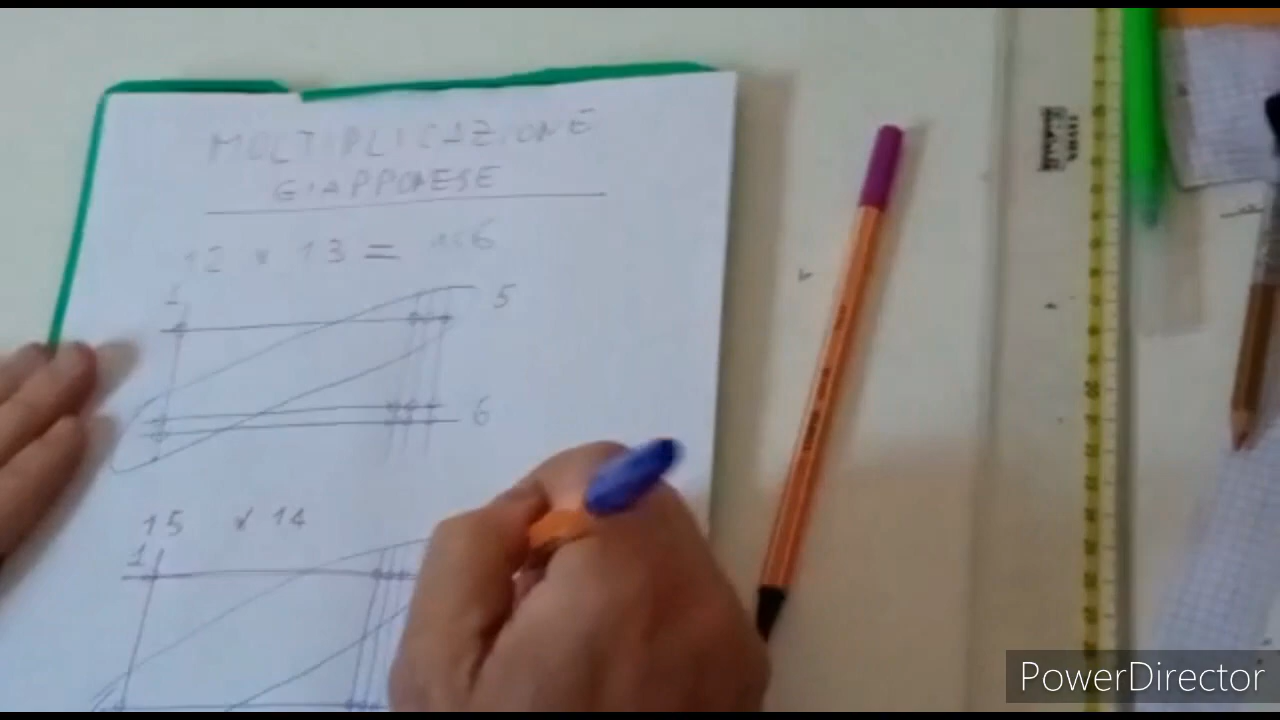 MOLTIPLICAZIONE
GIAPPONESE
12 x 13 = 156
1
5
6
15 x 14
1
PowerDirector